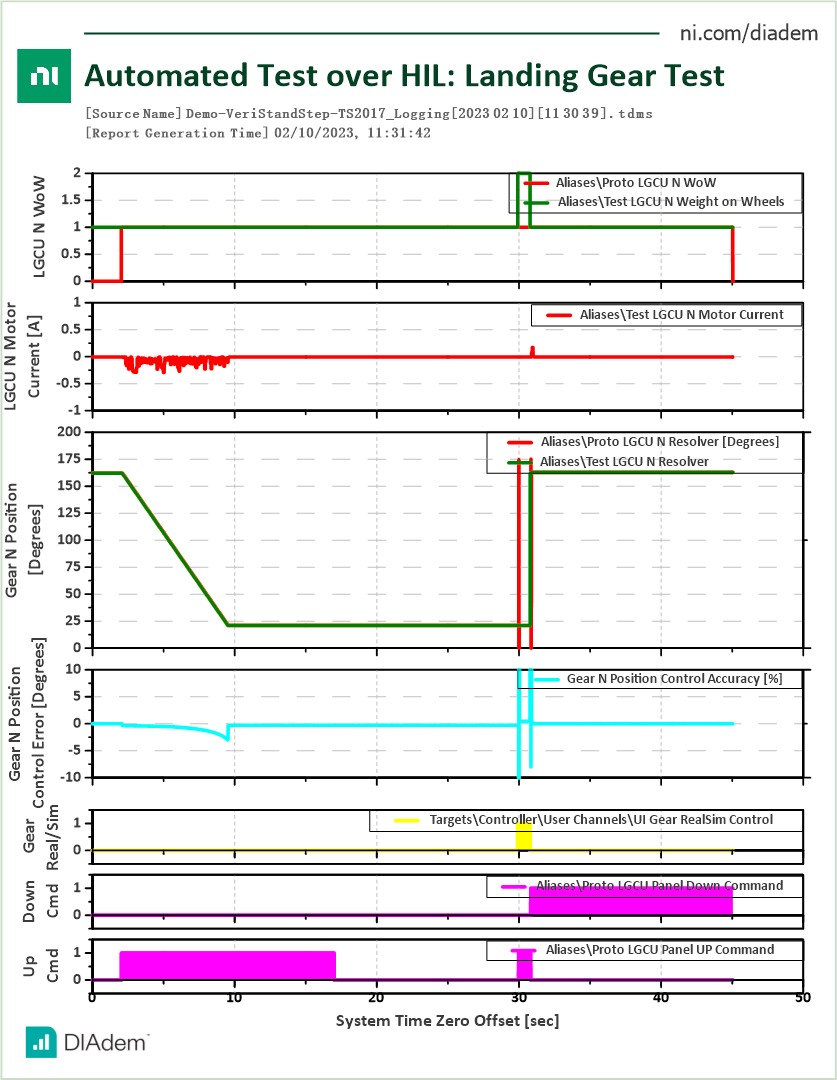 ni.com/diadem
ni
Automated Test over HIL: Landing Gear Test
[Source Name] Demo-VeriStandStep-TS2017_Logging[2023 02 10][11 30 39].tdms
[Report Generation Time] 02/10/2023, 11:31:42
LGCU N WoW
2
1.5
1
0.5
0
Aliases\Proto LGCU N WoW
Aliases\Test LGCU N Weight on Wheels
LGCU N Motor
Current [A]
1
0.5
0
-0.5
-1
Aliases\Test LGCU N Motor Current
Gear N Position
[Degrees]
200
175
150
125
100
75
50
25
0
Aliases\Proto LGCU N Resolver [Degrees]
Aliases\Test LGCU N Resolver
Gear N Position
Control Error [Degrees]
10
5
0
-5
-10
Gear N Position Control Accuracy [%]
Gear
Real/Sim
1
0
Targets\Controller\User Channels\UI Gear RealSim Control
Down
Cmd
1
0
Aliases\Proto LGCU Panel Down Command
Up
Cmd
1
0
Aliases\Proto LGCU Panel UP Command
0 10 20 30 40 50
System Time Zero Offset [sec]
DIAdem™